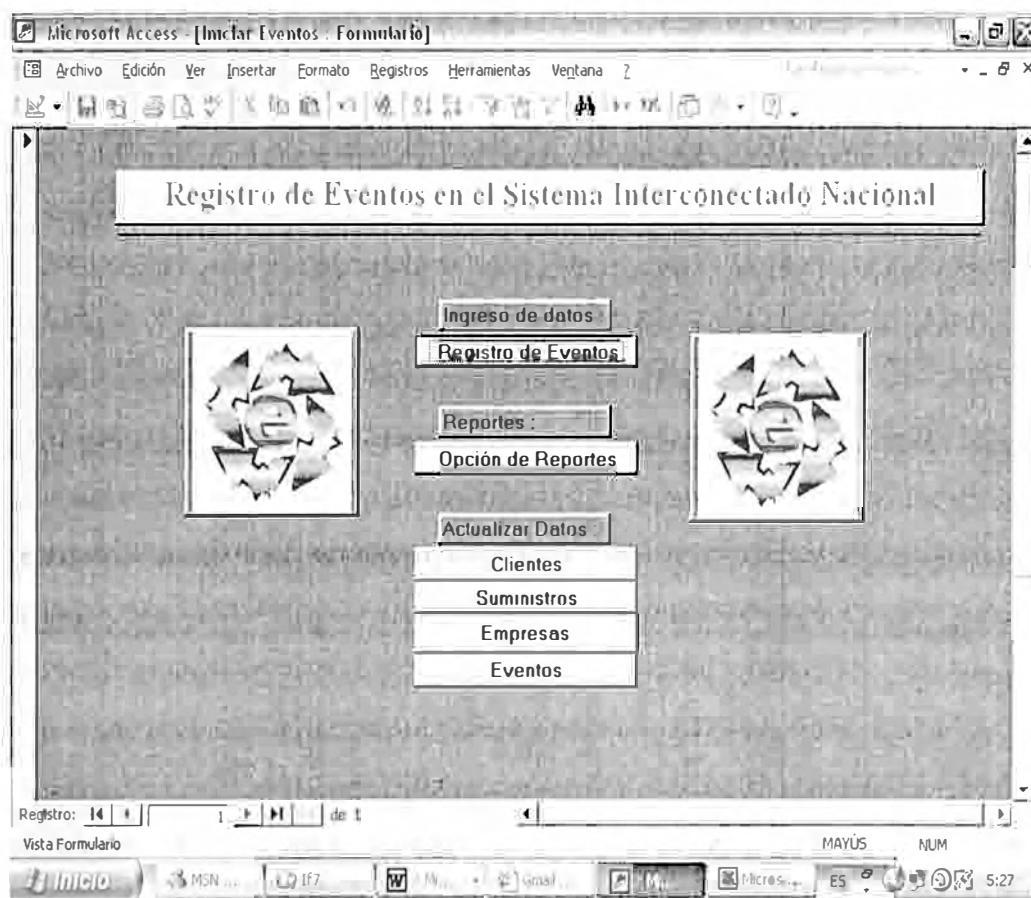 Microsoft Access - [Iniciar Eventos : Formulario]
Archivo Edición Ver Insertar Formato Registros Herramientas Ventana ?
Registro de Eventos en el Sistema Interconectado Nacional
Ingreso de datos
Registro de Eventos
Reportes :
Opción de Reportes
Actualizar Datos :
Clientes
Suministros
Empresas
Eventos
Registro: 1 de 1
Vista Formulario MAYÚS NUM
Inicio MSN ... IF7 W Gmail ... M... Micros... ES 5:27